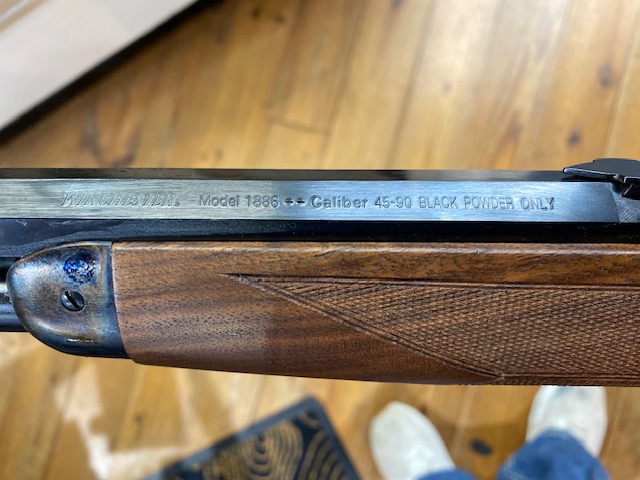 WINCHESTER® Model 1886 -- Caliber 45-90 BLACK POWDER ONLY